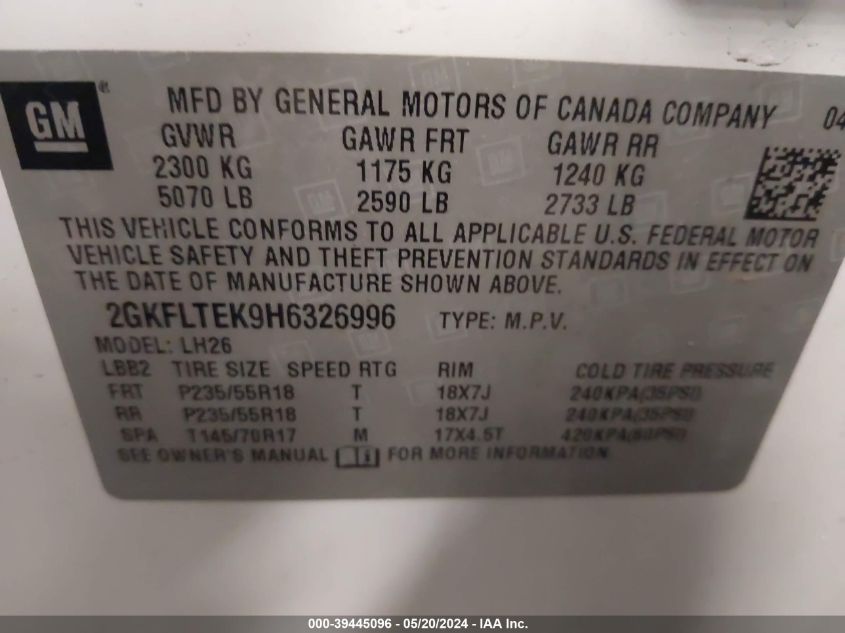 GM
MFD BY GENERAL MOTORS OF CANADA COMPANY 04
GVWR GAWR FRT GAWR RR
2300 KG 1175 KG 1240 KG
5070 LB 2590 LB 2733 LB
THIS VEHICLE CONFORMS TO ALL APPLICABLE U.S. FEDERAL MOTOR
VEHICLE SAFETY AND THEFT PREVENTION STANDARDS IN EFFECT ON
THE DATE OF MANUFACTURE SHOWN ABOVE.
2GKFLTEK9H6326996 TYPE: M.P.V.
MODEL: LH26
LBB2 TIRE SIZE SPEED RTG RIM COLD TIRE PRESSURE
FRT P235/55R18 T 18X7J 240KPA(35PSI)
RR P235/55R18 T 18X7J 240KPA(35PSI)
SPA T145/70R17 M 17X4.5T 420KPA(60PSI)
SEE OWNER'S MANUAL FOR MORE INFORMATION.
000-39445096 - 05/20/2024 - IAA Inc.